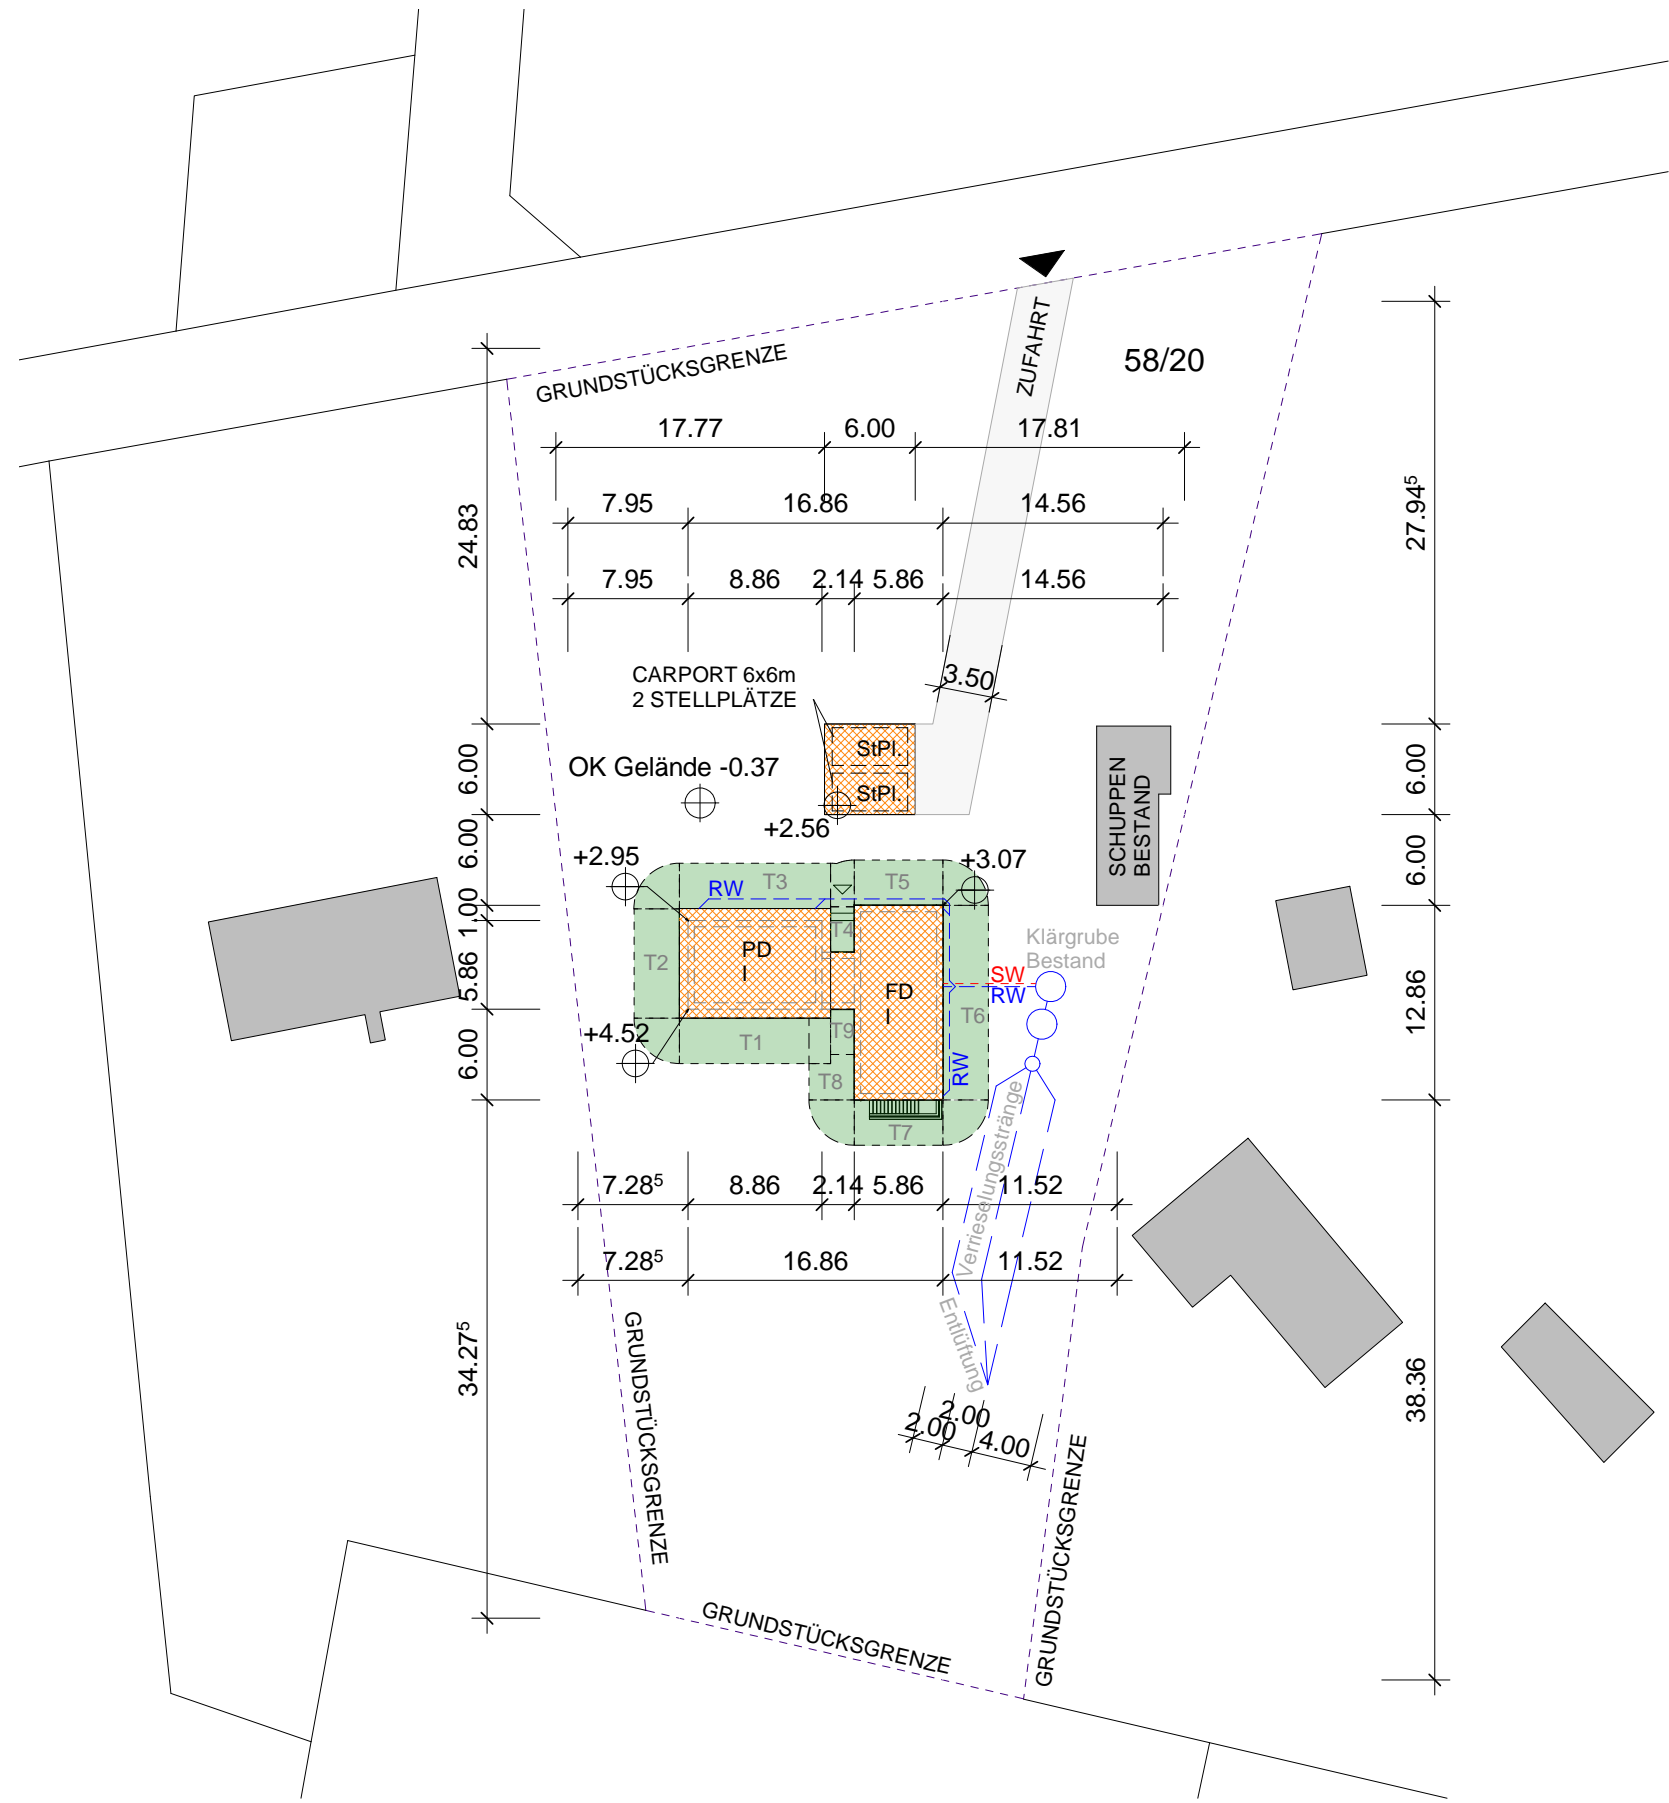 ZUFAHRT
58/20
GRUNDSTÜCKSGRENZE
17.77
6.00
17.81
7.95
16.86
14.56
7.95
8.86
2.14
5.86
14.56
24.83
27.94⁵
CARPORT 6x6m
2 STELLPLÄTZE
3.50
StPl.
StPl.
OK Gelände -0.37
+2.56
SCHUPPEN
BESTAND
6.00
6.00
1.00
5.86
6.00
34.27⁵
6.00
6.00
12.86
38.36
+2.95
+3.07
RW
T3
T5
T4
T2
PD
I
FD
I
Klärgrube
Bestand
SW
RW
T6
+4.52
T1
T9
T8
RW
T7
Verrieselungsstränge
7.28⁵
8.86
2.14
5.86
11.52
7.28⁵
16.86
11.52
Entlüftung
2.00
2.00
4.00
GRUNDSTÜCKSGRENZE
GRUNDSTÜCKSGRENZE
GRUNDSTÜCKSGRENZE